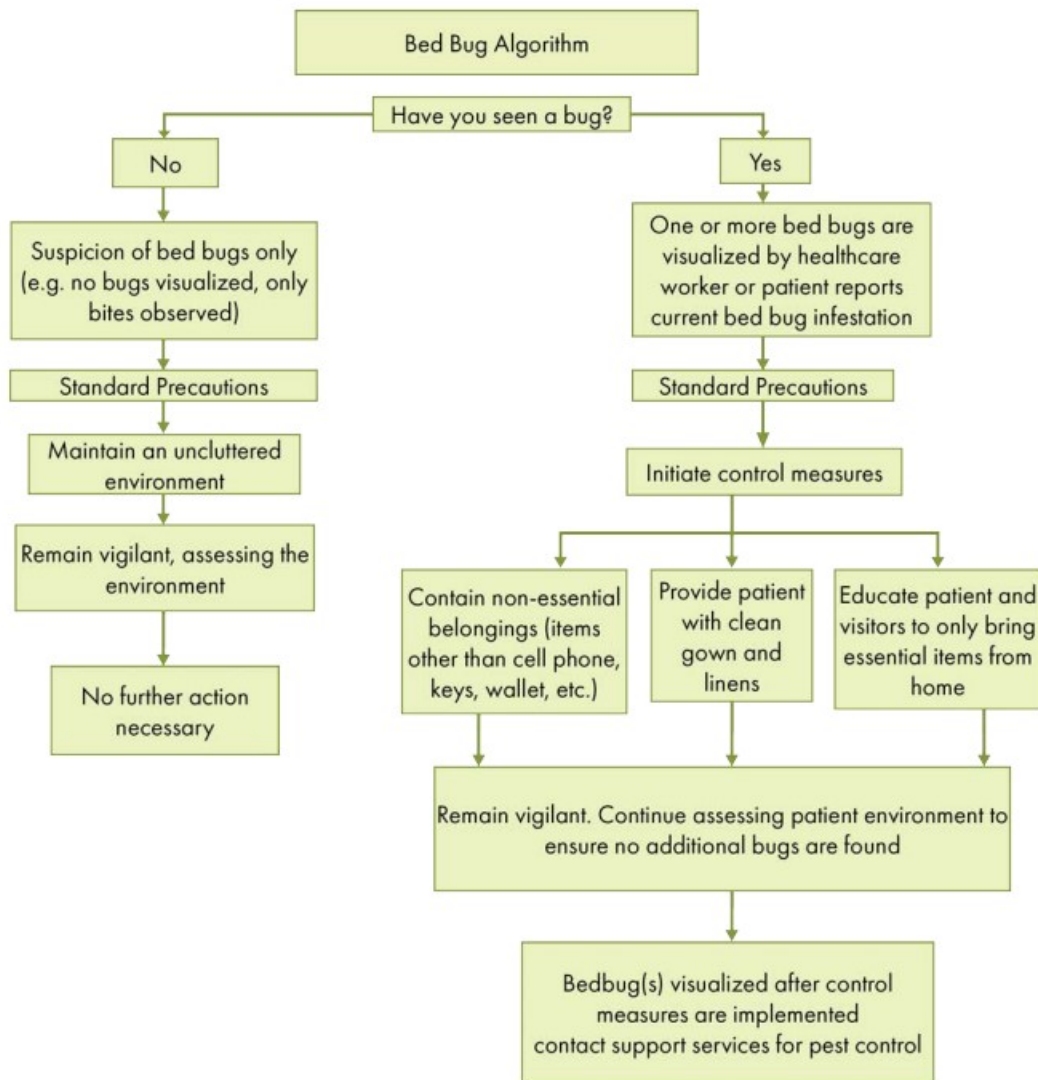 Bed Bug Algorithm
Have you seen a bug?
No
Yes
Suspicion of bed bugs only
(e.g. no bugs visualized, only
bites observed)
One or more bed bugs are
visualized by healthcare
worker or patient reports
current bed bug infestation
Standard Precautions
Standard Precautions
Maintain an uncluttered
environment
Initiate control measures
Remain vigilant, assessing the
environment
Contain non-essential
belongings (items
other than cell phone,
keys, wallet, etc.)
Provide patient
with clean
gown and
linens
Educate patient and
visitors to only bring
essential items from
home
No further action
necessary
Remain vigilant. Continue assessing patient environment to
ensure no additional bugs are found
Bedbug(s) visualized after control
measures are implemented
contact support services for pest control